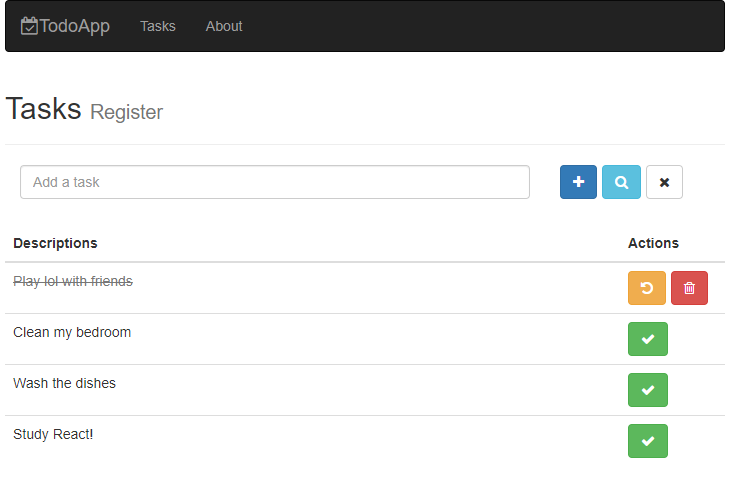 TodoApp Tasks About
Tasks Register
Add a task
Descriptions Actions
Play lol with friends
Clean my bedroom
Wash the dishes
Study React!